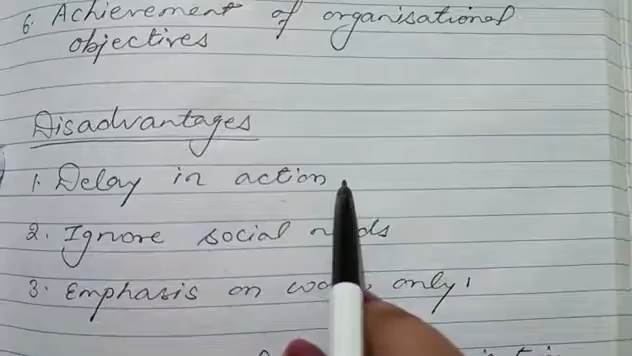 6. Achievement of organisational
objectives
Disadvantages
1. Delay in action
2. Ignore social
3. Emphasis on only.